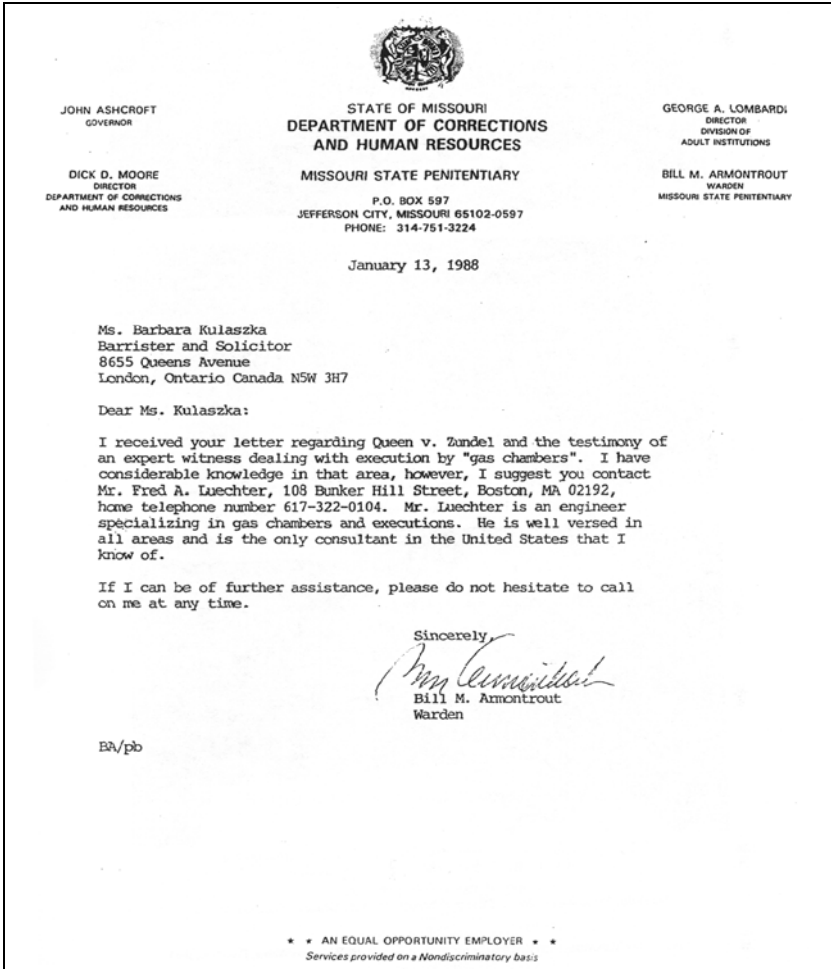 JOHN ASHCROFT
GOVERNOR
DICK D. MOORE
DIRECTOR
DEPARTMENT OF CORRECTIONS
AND HUMAN RESOURCES
STATE OF MISSOURI
DEPARTMENT OF CORRECTIONS
AND HUMAN RESOURCES
MISSOURI STATE PENITENTIARY
P.O. BOX 597
JEFFERSON CITY, MISSOURI 65102-0597
PHONE: 314-751-3224
GEORGE A. LOMBARDI
DIRECTOR
DIVISION OF
ADULT INSTITUTIONS
BILL M. ARMONTROUT
WARDEN
MISSOURI STATE PENITENTIARY
January 13, 1988
Ms. Barbara Kulaszka
Barrister and Solicitor
8655 Queens Avenue
London, Ontario Canada N5W 3H7
Dear Ms. Kulaszka:
I received your letter regarding Queen v. Zundel and the testimony of
an expert witness dealing with execution by "gas chambers". I have
considerable knowledge in that area, however, I suggest you contact
Mr. Fred A. Luechter, 108 Bunker Hill Street, Boston, MA 02192,
home telephone number 617-322-0104. Mr. Luechter is an engineer
specializing in gas chambers and executions. He is well versed in
all areas and is the only consultant in the United States that I
know of.
If I can be of further assistance, please do not hesitate to call
on me at any time.
Sincerely,
Bill M. Armontrout
Warden
BA/pb
★ ★ AN EQUAL OPPORTUNITY EMPLOYER ★ ★
Services provided on a Nondiscriminatory basis